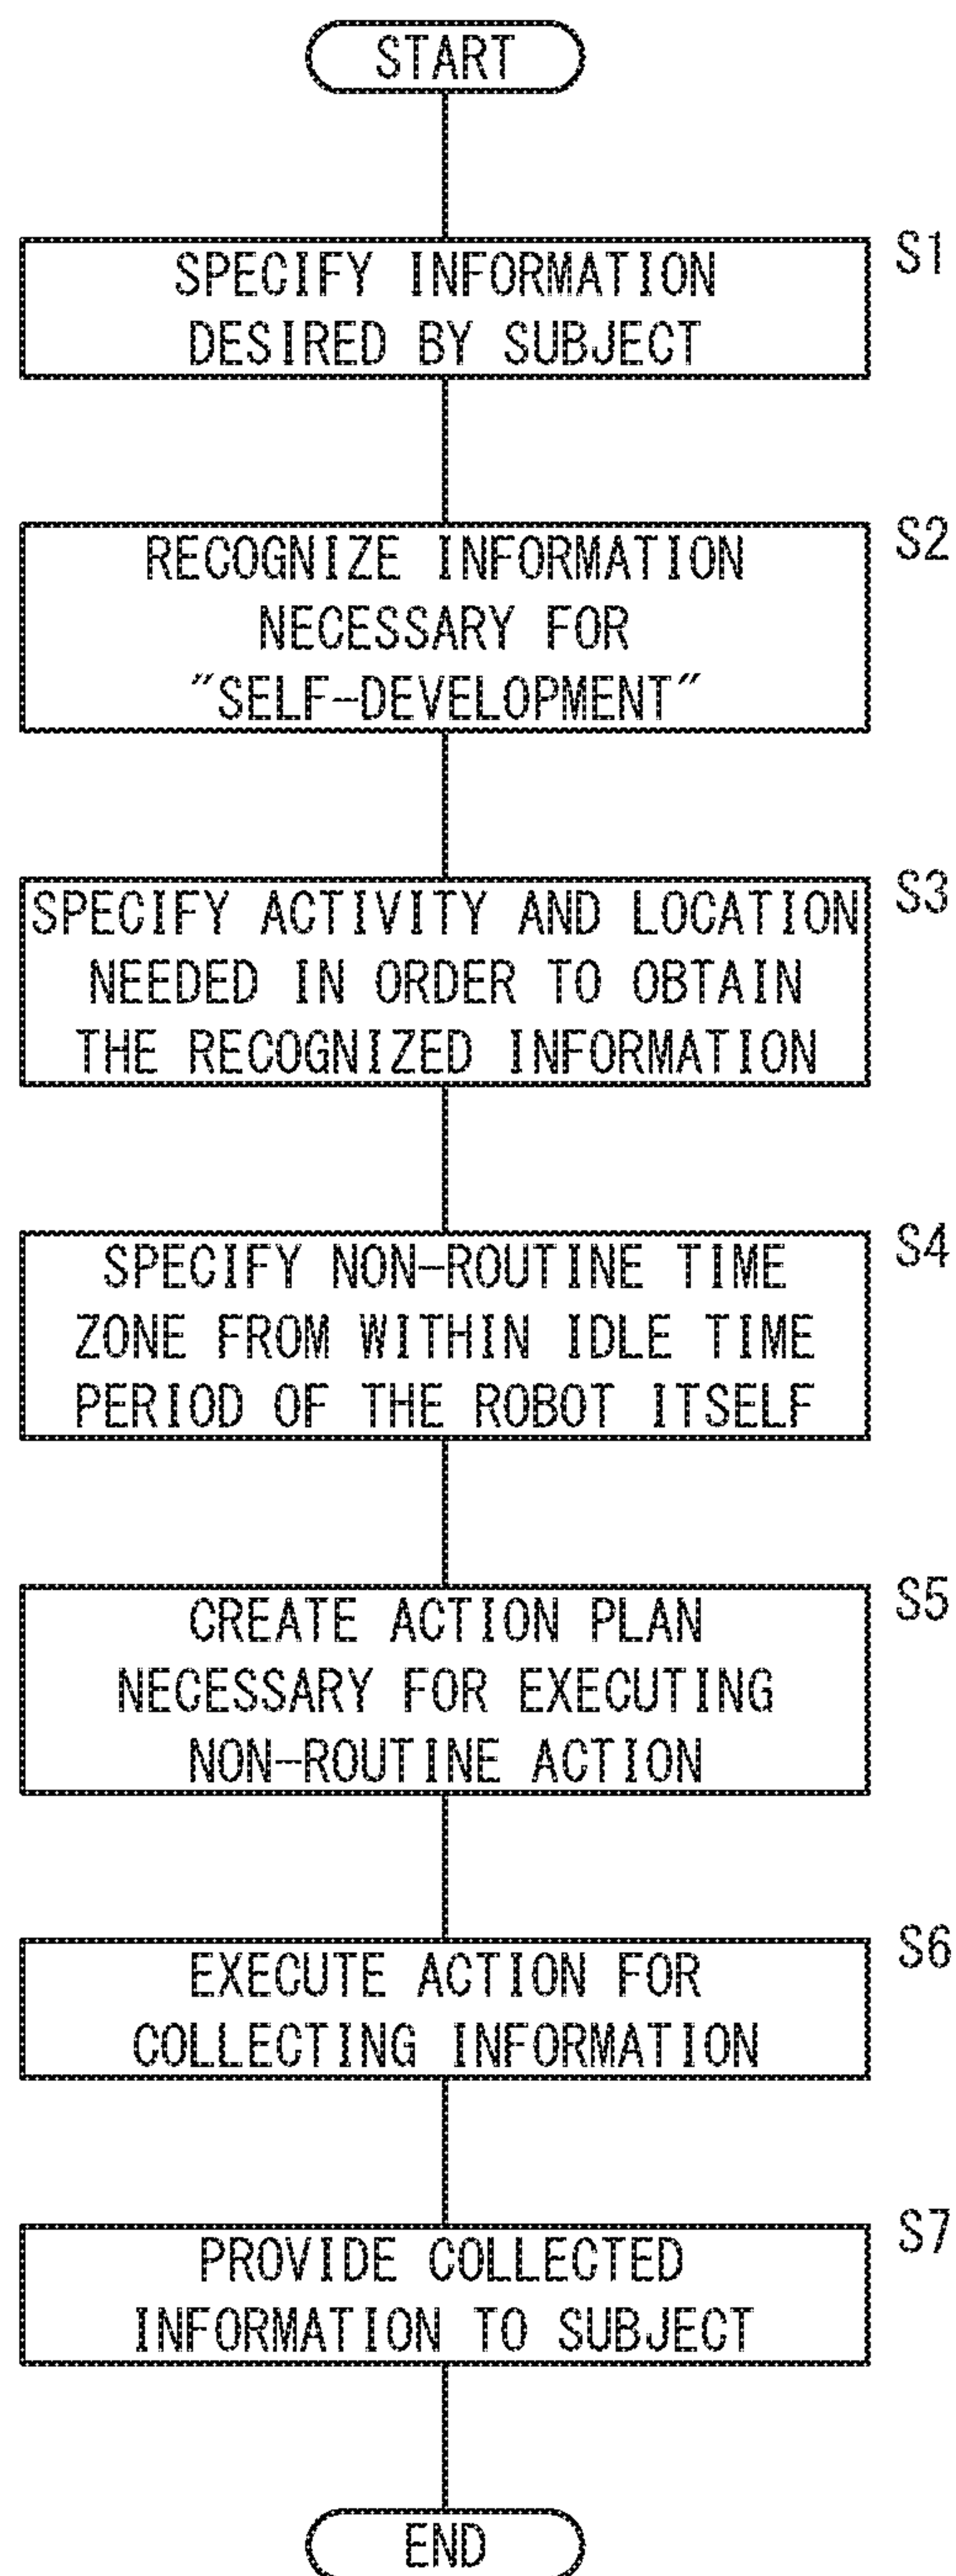 START
S1
SPECIFY INFORMATION
DESIRED BY SUBJECT
S2
RECOGNIZE INFORMATION
NECESSARY FOR
"SELF-DEVELOPMENT"
S3
SPECIFY ACTIVITY AND LOCATION
NEEDED IN ORDER TO OBTAIN
THE RECOGNIZED INFORMATION
S4
SPECIFY NON-ROUTINE TIME
ZONE FROM WITHIN IDLE TIME
PERIOD OF THE ROBOT ITSELF
S5
CREATE ACTION PLAN
NECESSARY FOR EXECUTING
NON-ROUTINE ACTION
S6
EXECUTE ACTION FOR
COLLECTING INFORMATION
S7
PROVIDE COLLECTED
INFORMATION TO SUBJECT
END